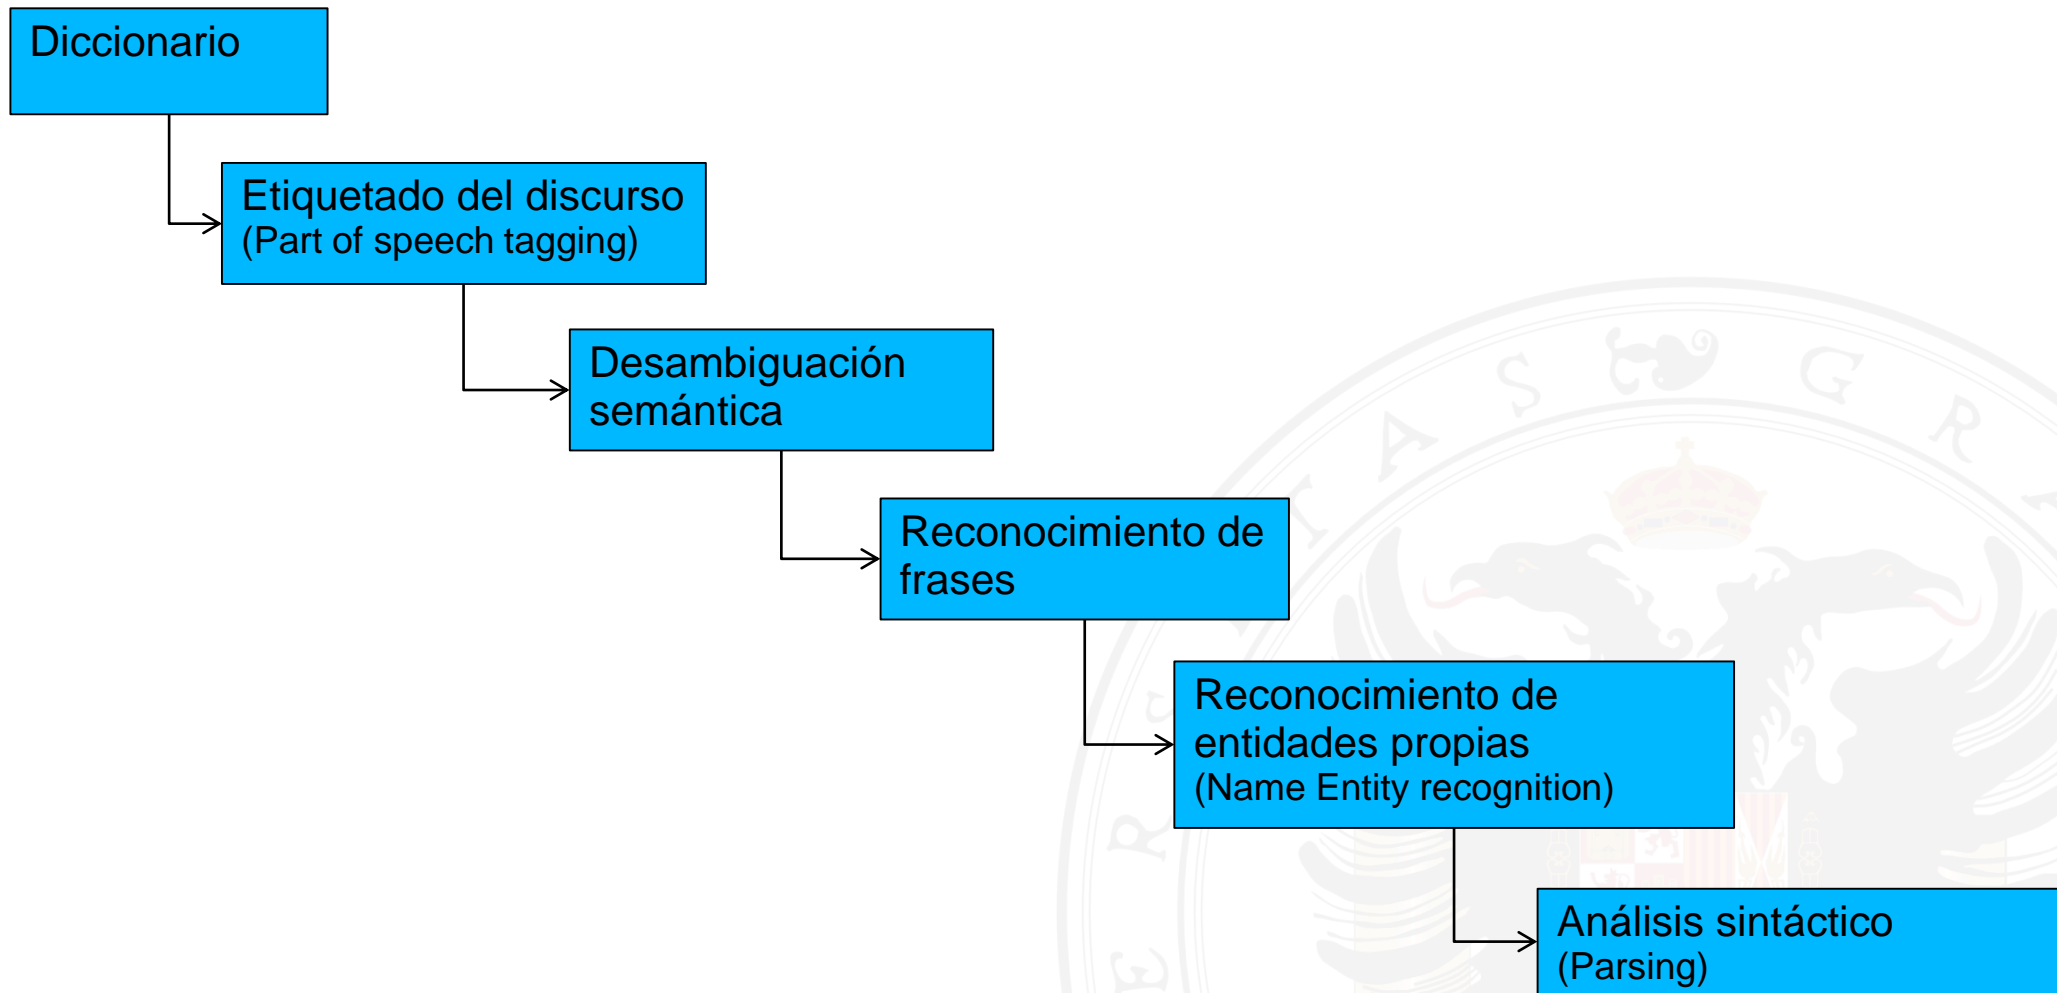 Diccionario
Etiquetado del discurso
(Part of speech tagging)
Desambiguación
semántica
Reconocimiento de
frases
Reconocimiento de
entidades propias
(Name Entity recognition)
Análisis sintáctico
(Parsing)